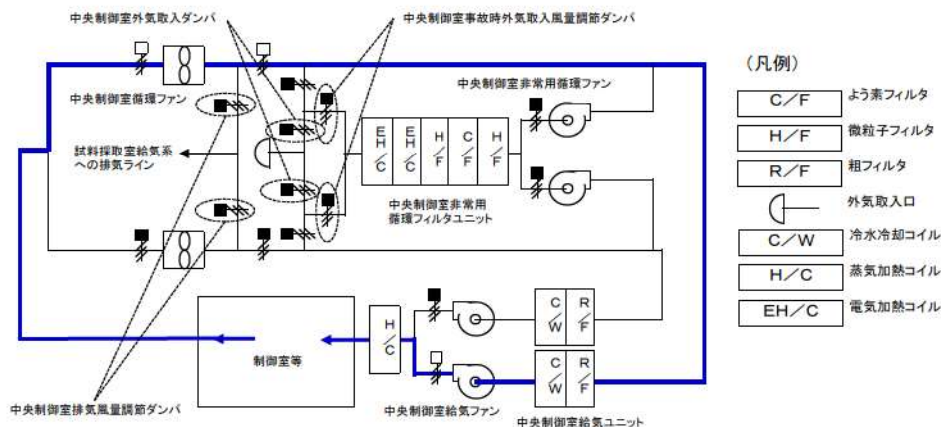 中央制御室外気取入ダンパ
中央制御室事故時外気取入風量調節ダンパ
中央制御室循環ファン
中央制御室非常用循環ファン
試料採取室給気系
への排気ライン
EH/C
EH/C
H/F
C/F
H/F
中央制御室非常用
循環フィルタユニット
制御室等
H/C
C/W
R/F
C/W
R/F
中央制御室排気風量調節ダンパ
中央制御室給気ファン
中央制御室給気ユニット
(凡例)
C/F よう素フィルタ
H/F 微粒子フィルタ
R/F 粗フィルタ
外気取入口
C/W 冷水冷却コイル
H/C 蒸気加熱コイル
EH/C 電気加熱コイル